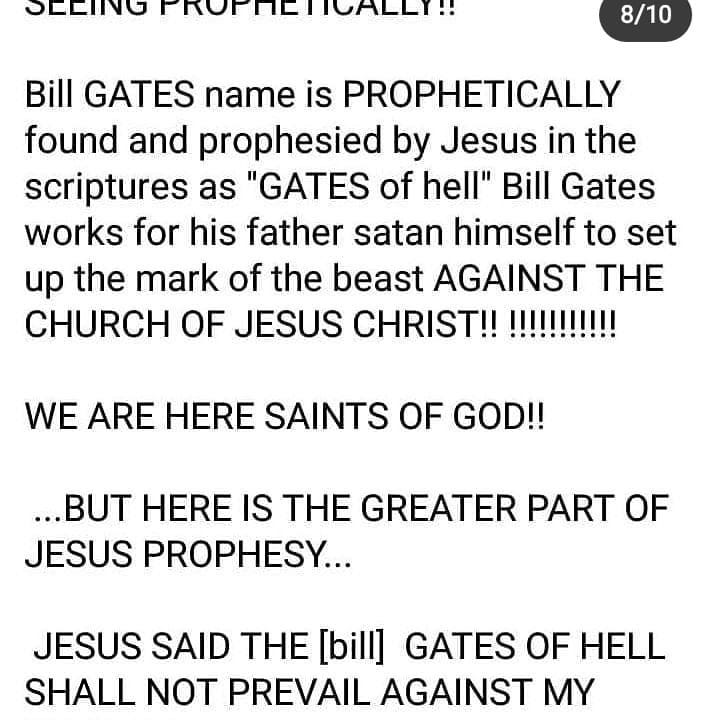 SEEING PROPHETICALLY!!
8/10
Bill GATES name is PROPHETICALLY
found and prophesied by Jesus in the
scriptures as "GATES of hell" Bill Gates
works for his father satan himself to set
up the mark of the beast AGAINST THE
CHURCH OF JESUS CHRIST!! !!!!!!!!!!!
WE ARE HERE SAINTS OF GOD!!
...BUT HERE IS THE GREATER PART OF
JESUS PROPHESY...
JESUS SAID THE [bill] GATES OF HELL
SHALL NOT PREVAIL AGAINST MY